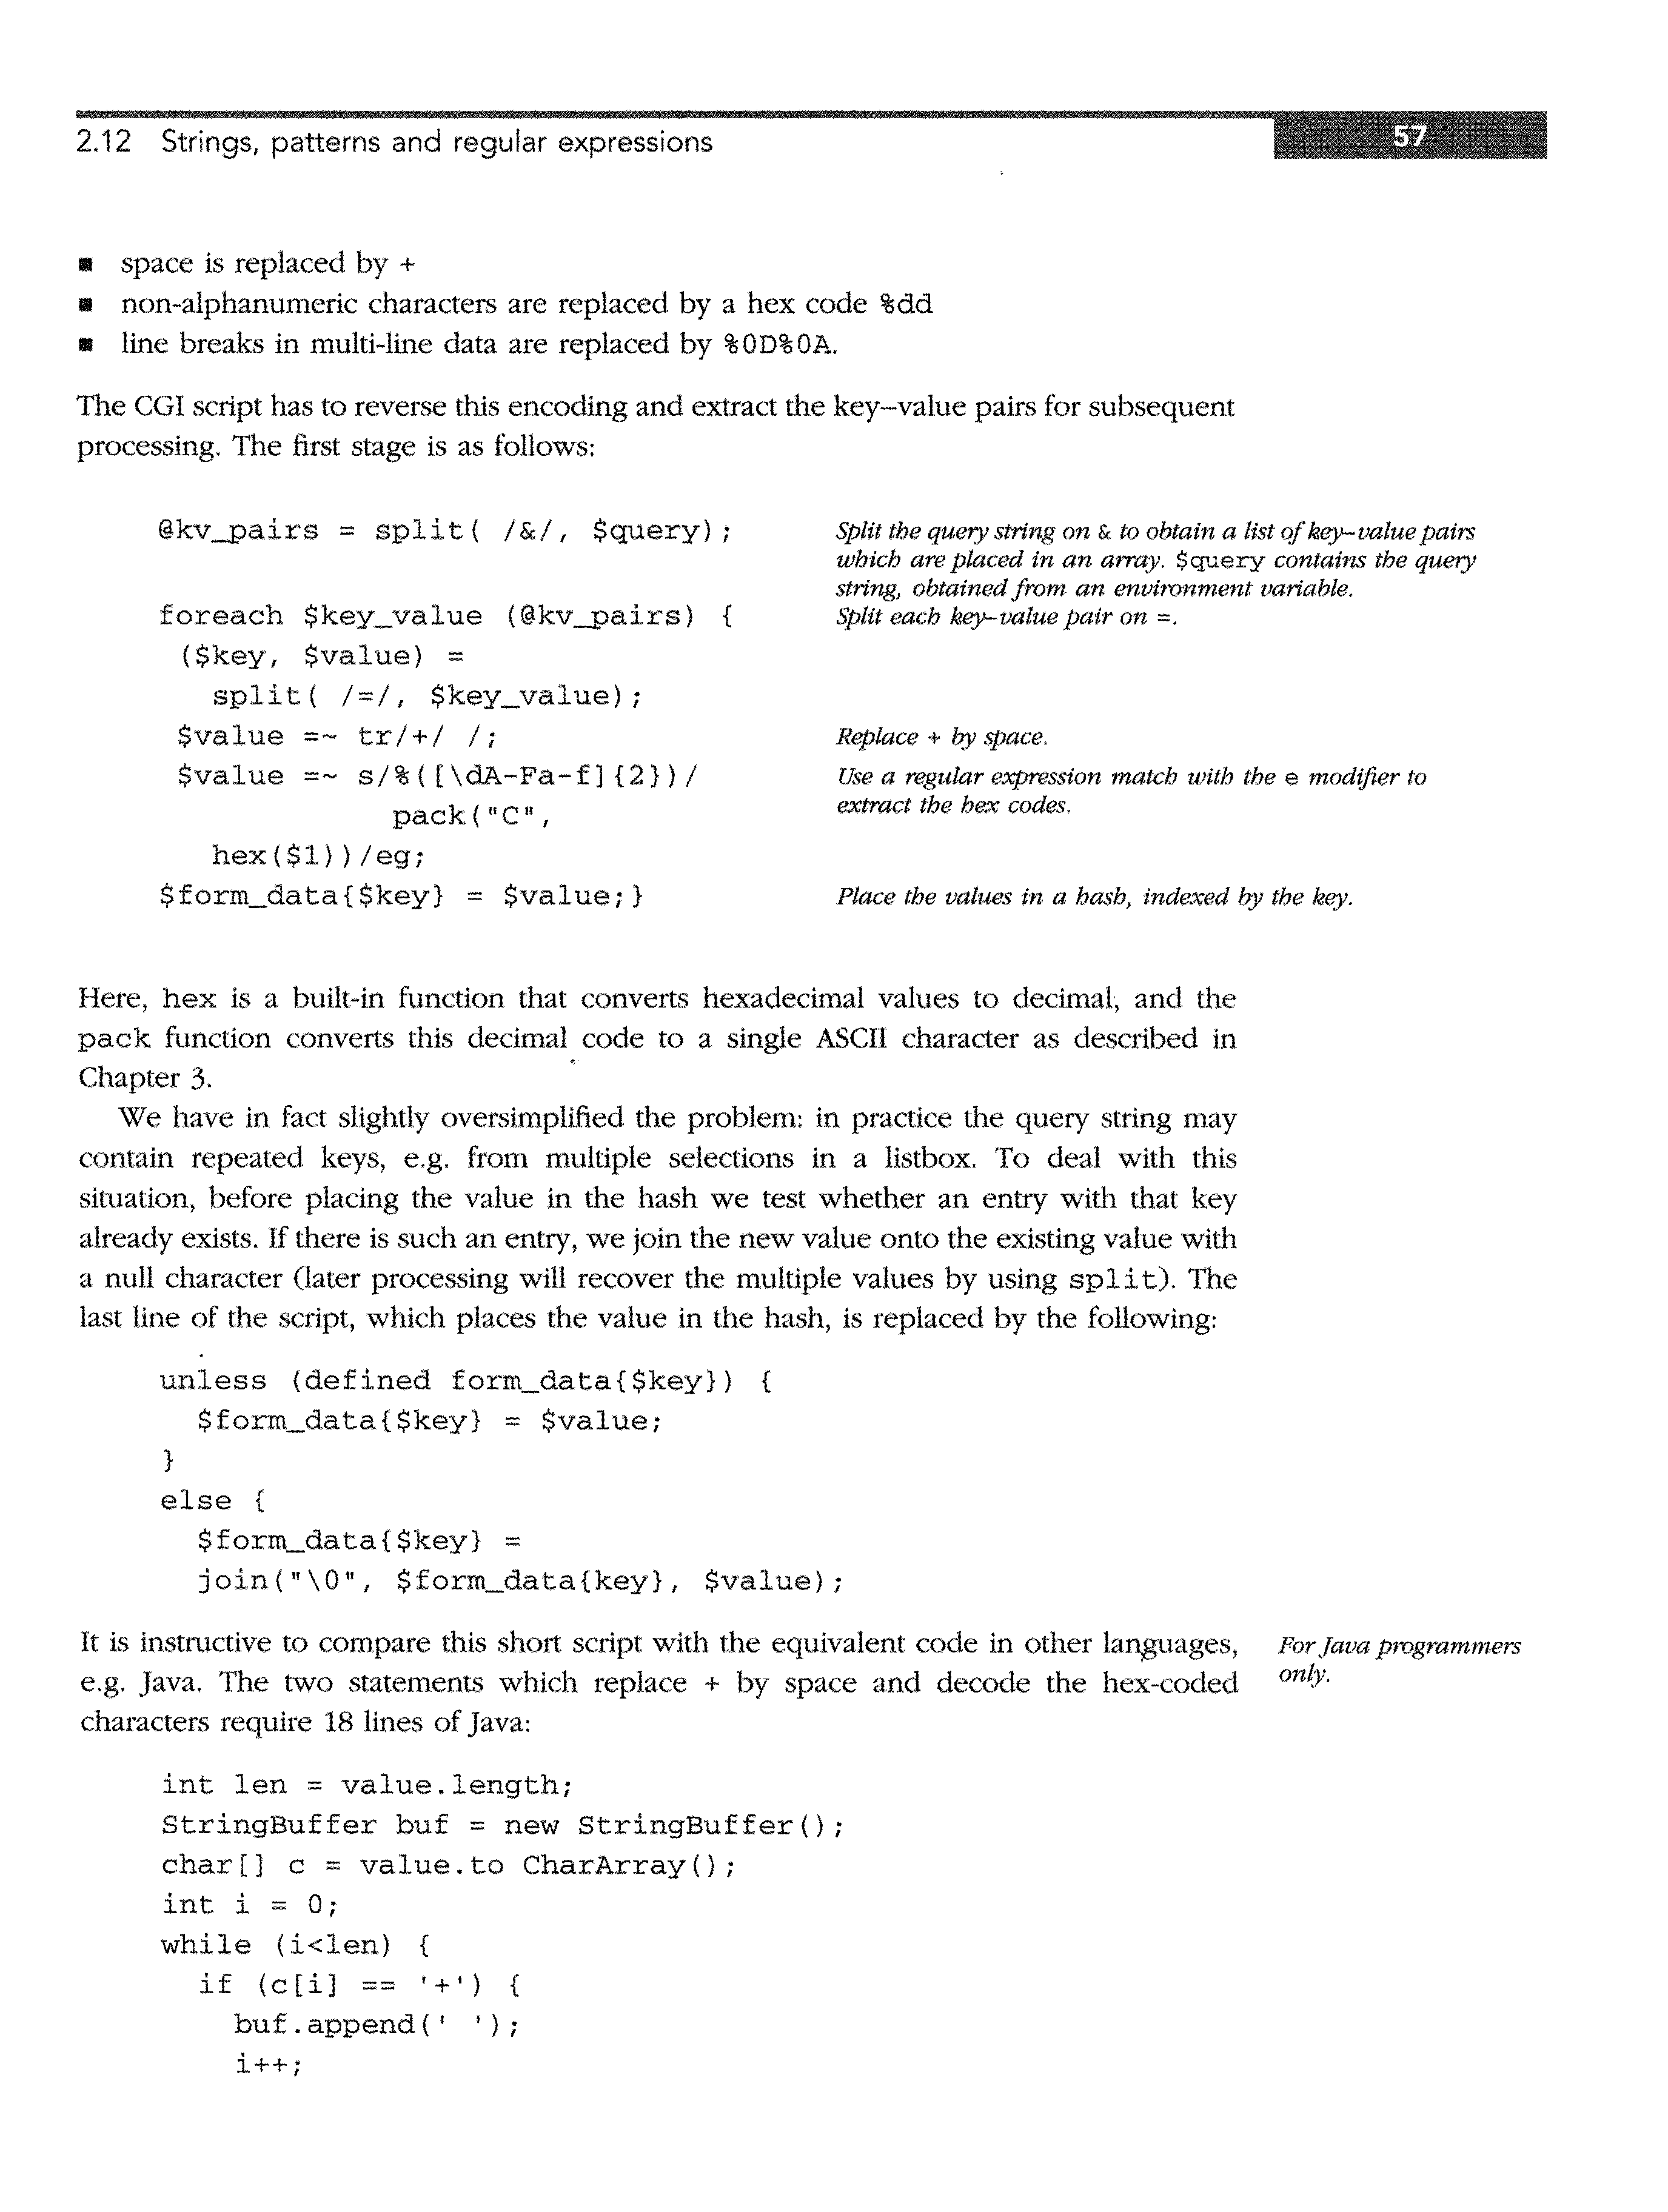 2.12 Strings, patterns and regular expressions 57
■ space is replaced by +
■ non-alphanumeric characters are replaced by a hex code %dd
■ line breaks in multi-line data are replaced by %0D%0A.
The CGI script has to reverse this encoding and extract the key–value pairs for subsequent
processing. The first stage is as follows:
@kv_pairs = split( /&/, $query); Split the query string on & to obtain a list of key–value pairs
which are placed in an array. $query contains the query
string, obtained from an environment variable.
foreach $key_value (@kv_pairs) { Split each key–value pair on =.
($key, $value) =
split( /=/, $key_value);
$value =~ tr/+/ /; Replace + by space.
$value =~ s/%([\dA-Fa-f]{2})/ Use a regular expression match with the e modifier to
extract the hex codes.
pack("C",
hex($1))/eg;
$form_data{$key} = $value;} Place the values in a hash, indexed by the key.
Here, hex is a built-in function that converts hexadecimal values to decimal, and the
pack function converts this decimal code to a single ASCII character as described in
Chapter 3.
We have in fact slightly oversimplified the problem: in practice the query string may
contain repeated keys, e.g. from multiple selections in a listbox. To deal with this
situation, before placing the value in the hash we test whether an entry with that key
already exists. If there is such an entry, we join the new value onto the existing value with
a null character (later processing will recover the multiple values by using split). The
last line of the script, which places the value in the hash, is replaced by the following:
unless (defined form_data{$key}) {
$form_data{$key} = $value;
}
else {
$form_data{$key} =
join("\0", $form_data{key}, $value);
It is instructive to compare this short script with the equivalent code in other languages, For Java programmers
e.g. Java. The two statements which replace + by space and decode the hex-coded only.
characters require 18 lines of Java:
int len = value.length;
StringBuffer buf = new StringBuffer();
char[] c = value.to CharArray();
int i = 0;
while (i<len) {
if (c[i] == '+') {
buf.append(' ');
i++;